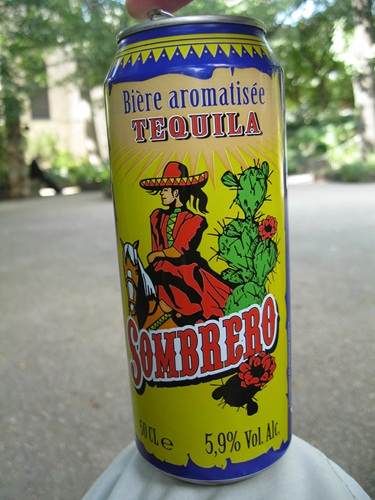 Bière aromatisée
TEQUILA
SOMBRERO
50 CL e
5,9% Vol. Alc.